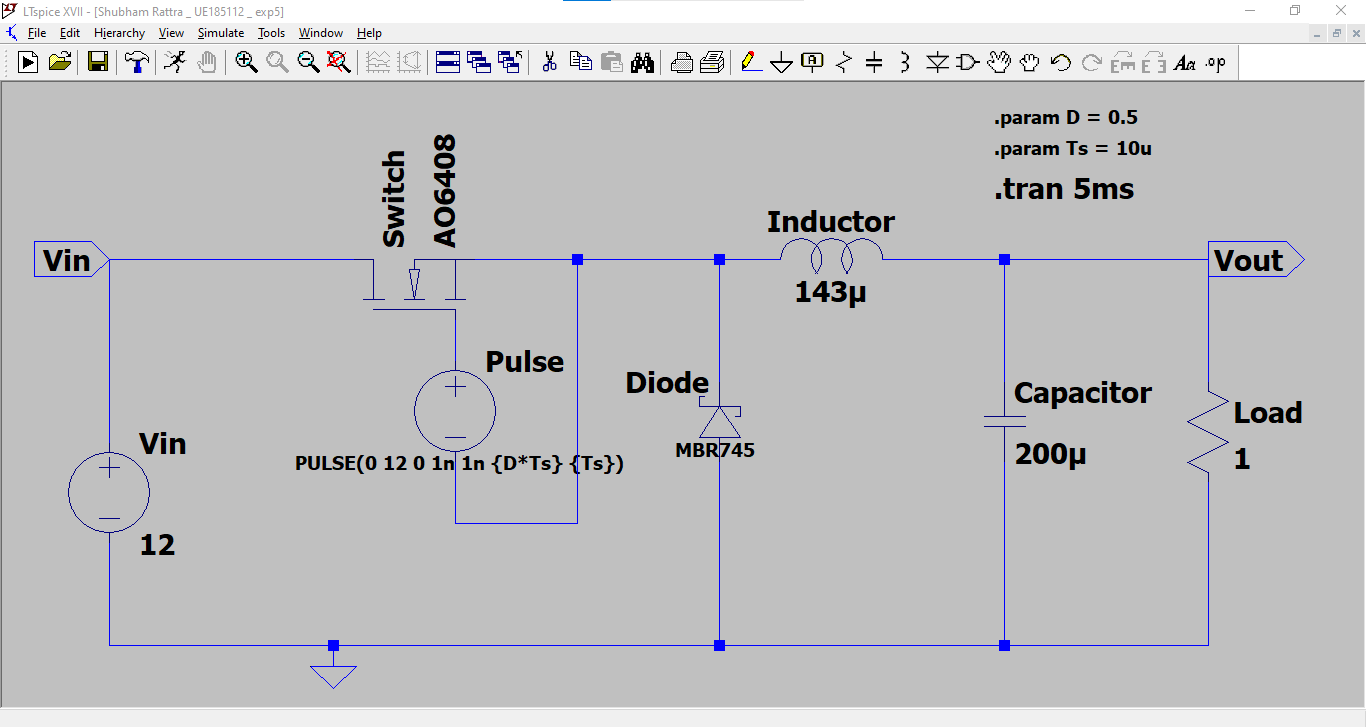 LTspice XVII - [Shubham Rattra _ UE185112 _ exp5]
File Edit Hierarchy View Simulate Tools Window Help
.op
.param D = 0.5
.param Ts = 10u
.tran 5ms
Switch
AO6408
Inductor
143µ
Vin
Vout
Pulse
PULSE(0 12 0 1n 1n {D*Ts} {Ts})
Diode
MBR745
Capacitor
200µ
Load
1
Vin
12